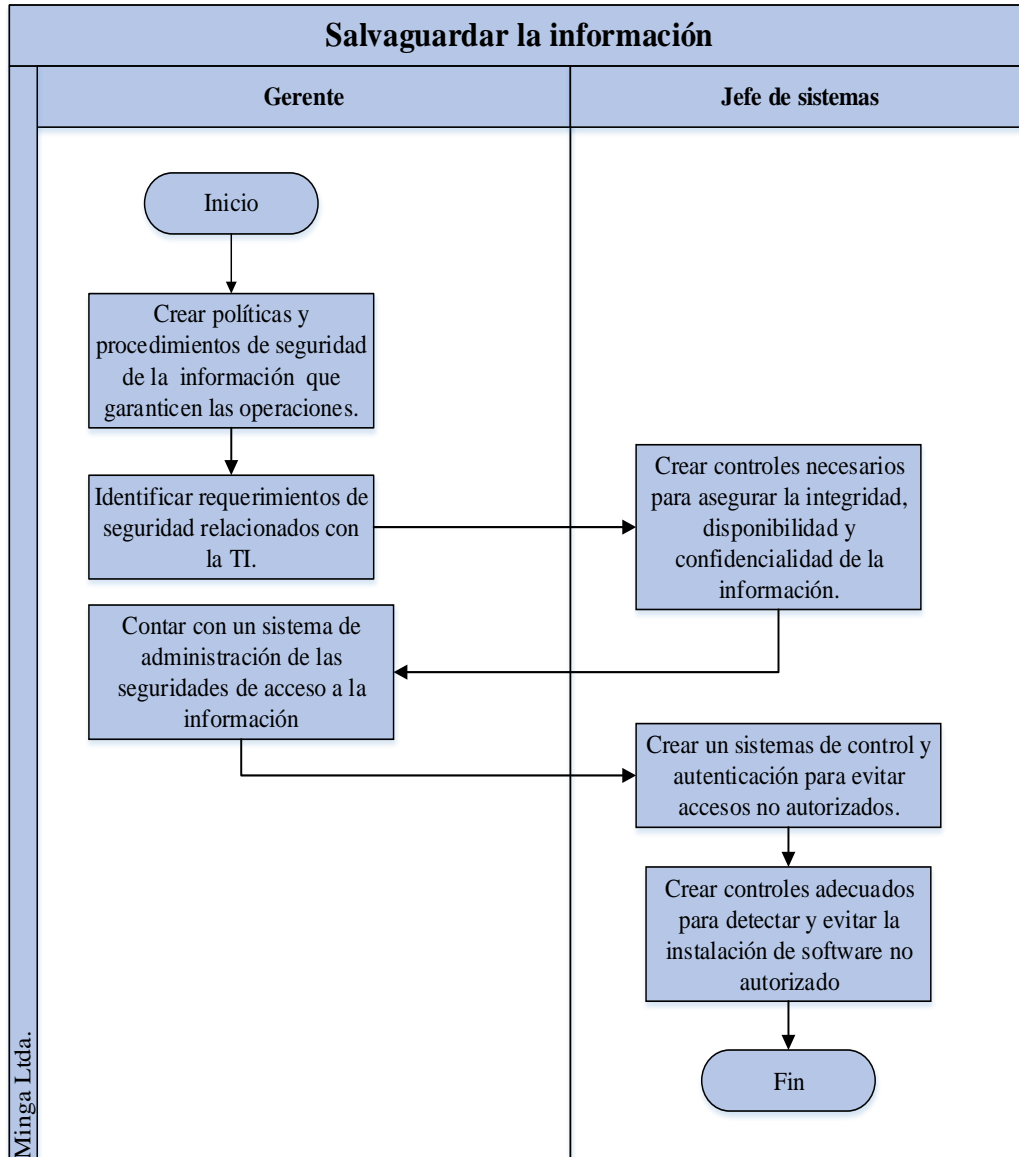 Salvaguardar la información
Gerente
Jefe de sistemas
Inicio
Crear políticas y
procedimientos de seguridad
de la información que
garanticen las operaciones.
Identificar requerimientos de
seguridad relacionados con
la TI.
Crear controles necesarios
para asegurar la integridad,
disponibilidad y
confidencialidad de la
información.
Contar con un sistema de
administración de las
seguridades de acceso a la
información
Crear un sistemas de control y
autenticación para evitar
accesos no autorizados.
Crear controles adecuados
para detectar y evitar la
instalación de software no
autorizado
Fin
Minga Ltda.